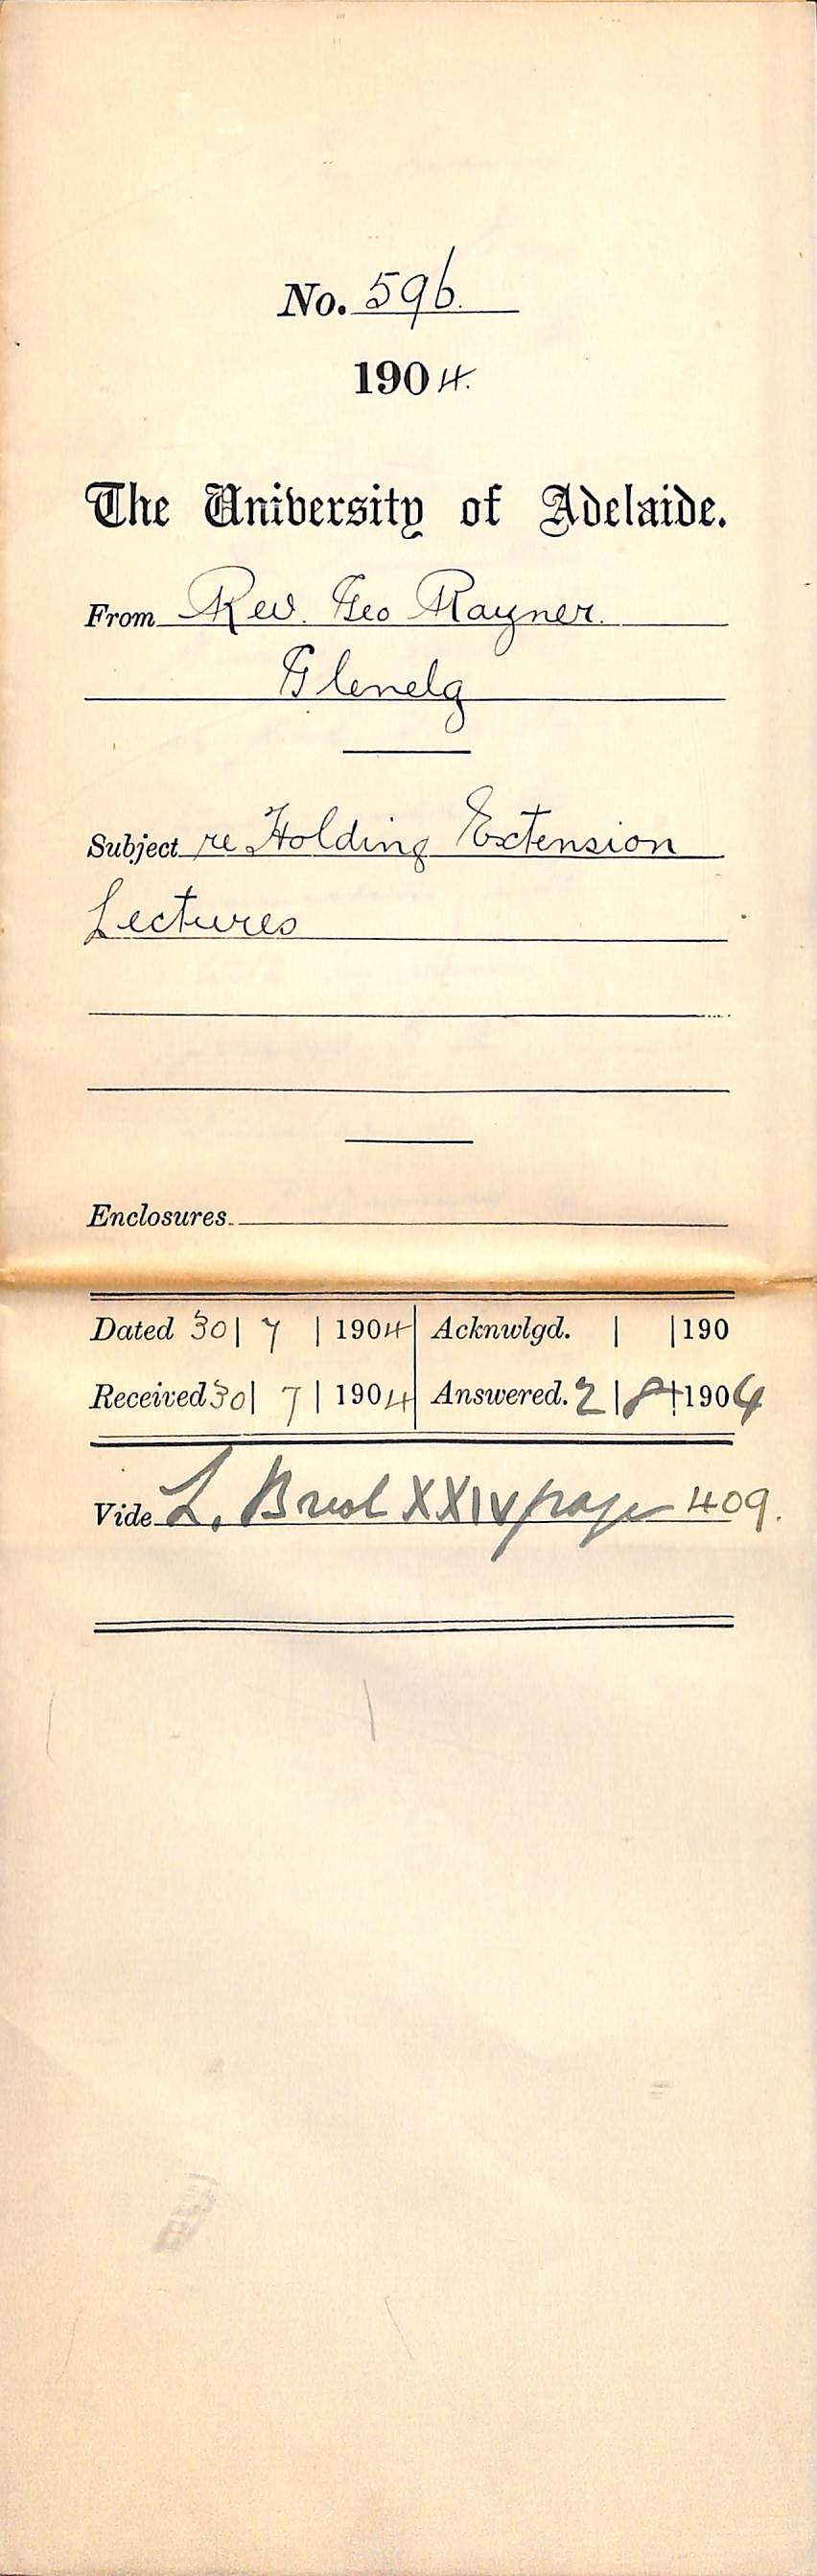 No. 596.
1904.
The University of Adelaide.
From Rev. Geo Rayner.
Glenelg
Subject re Holding Extension
Lectures
Enclosures
Dated 30 | 7 | 1904 | Acknwlgd. | | 190
Received 30 | 7 | 1904 | Answered. 2 | 8 | 1904
Vide L. XXIV page 409.